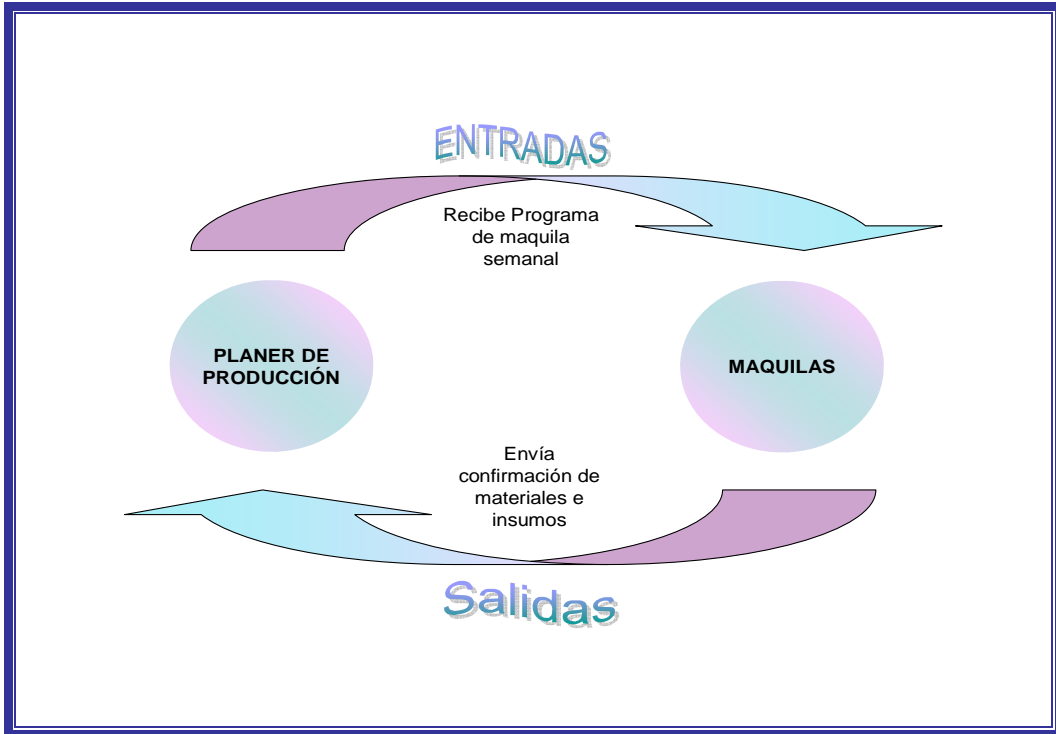 ENTRADAS
Recibe Programa
de maquila
semanal
PLANER DE
PRODUCCIÓN
MAQUILAS
Envía
confirmación de
materiales e
insumos
Salidas